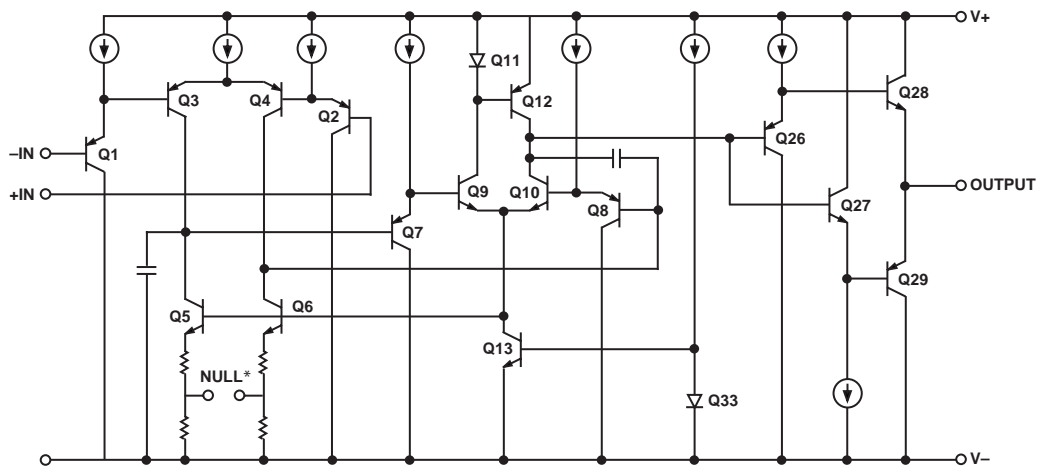 V+
Q11
Q3
Q4
Q2
Q12
Q28
Q26
–IN
Q1
+IN
Q9
Q10
Q8
Q27
OUTPUT
Q7
Q29
Q5
Q6
Q13
NULL*
Q33
V–